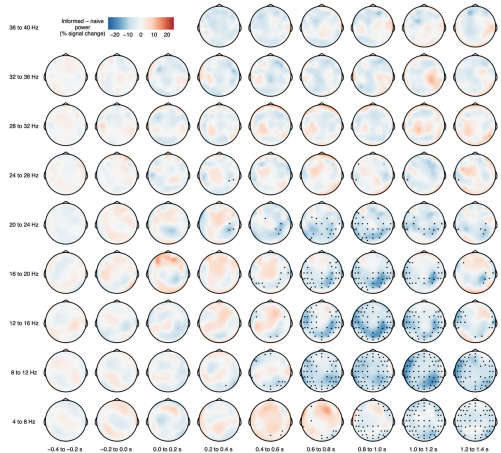 36 to 40 Hz
Informed – naive
power
(% signal change)
−20 −10 0 10 20
32 to 36 Hz
28 to 32 Hz
24 to 28 Hz
20 to 24 Hz
16 to 20 Hz
12 to 16 Hz
8 to 12 Hz
4 to 8 Hz
−0.4 to −0.2 s −0.2 to 0.0 s 0.0 to 0.2 s 0.2 to 0.4 s 0.4 to 0.6 s 0.6 to 0.8 s 0.8 to 1.0 s 1.0 to 1.2 s 1.2 to 1.4 s